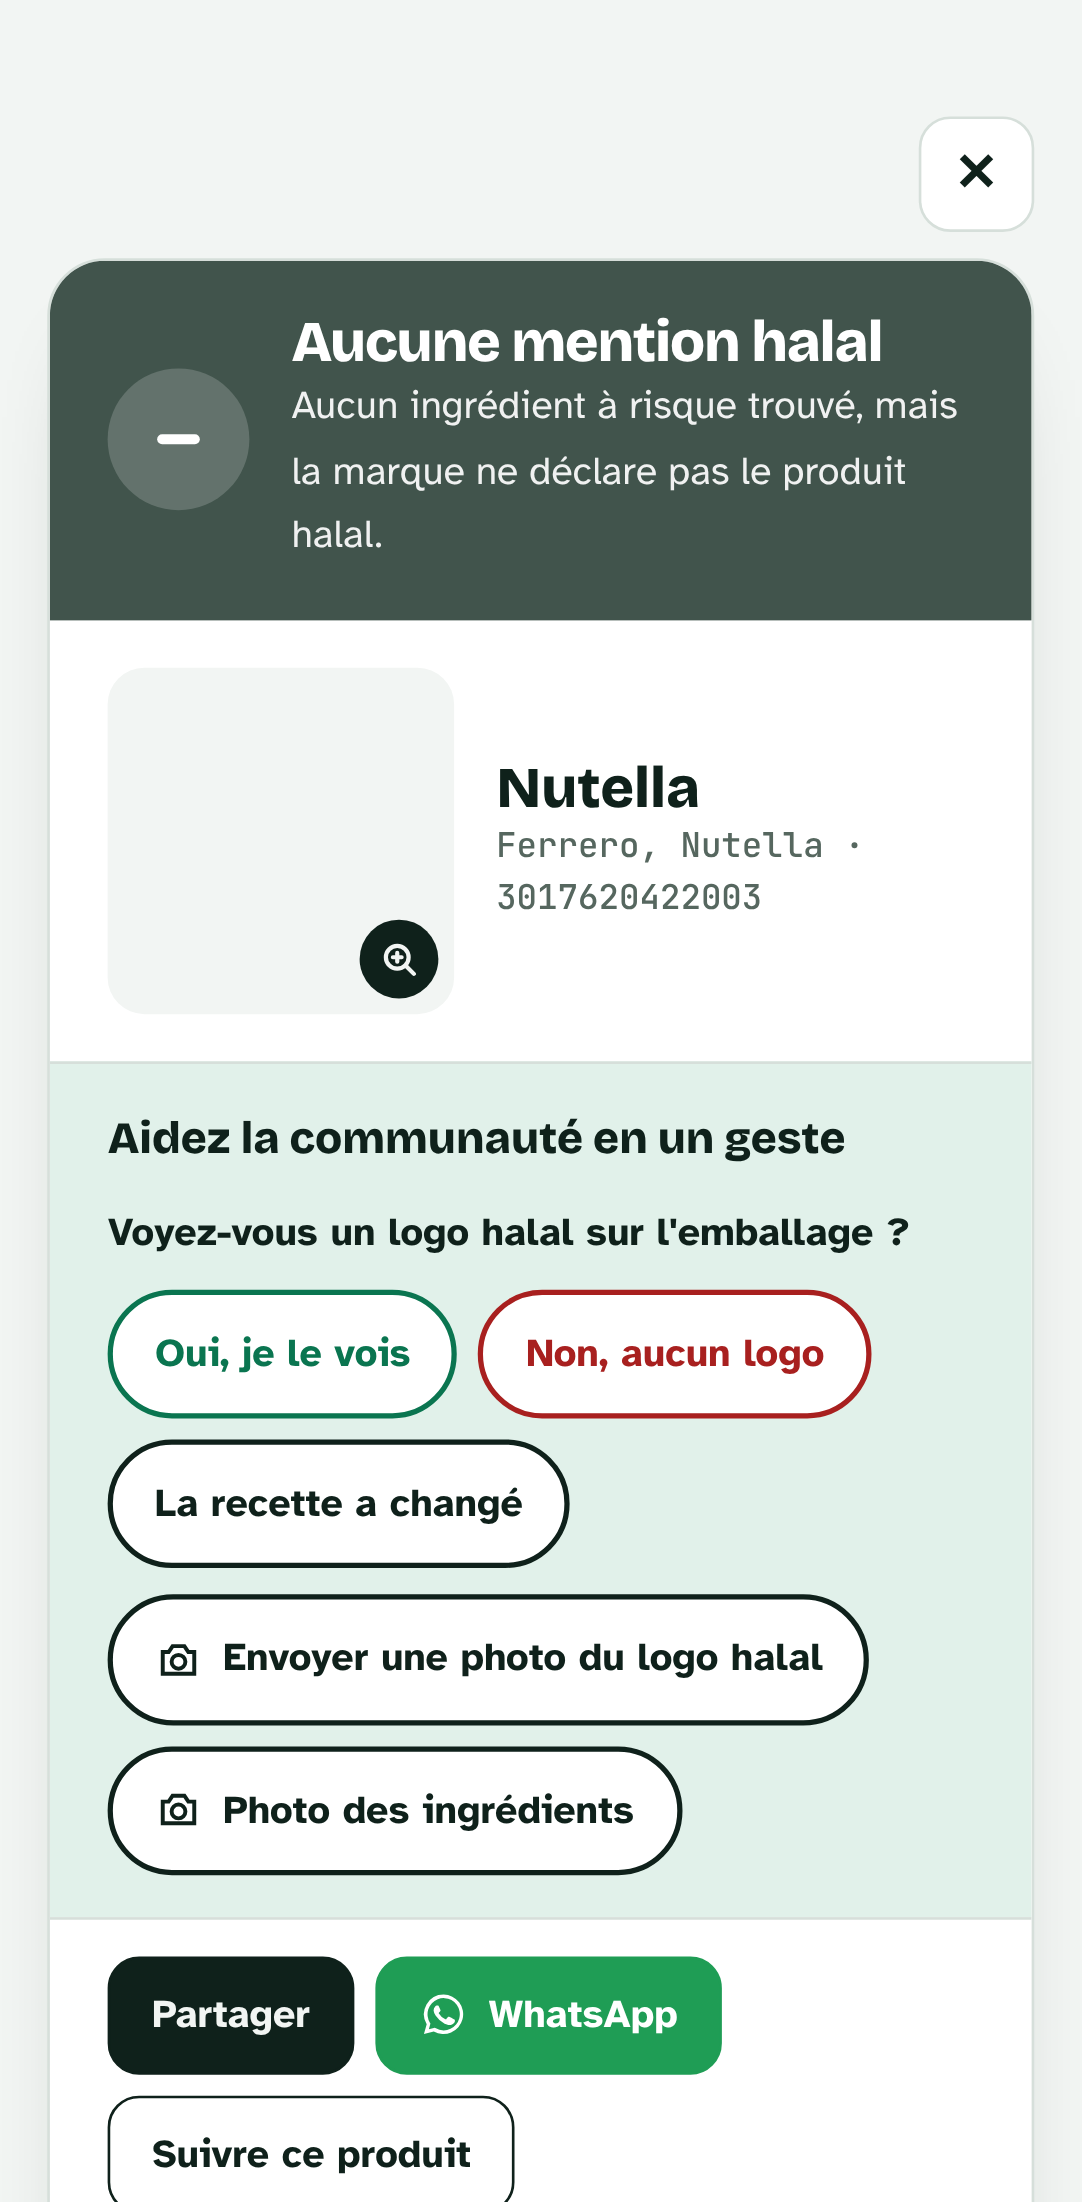 Aucune mention halal
Aucun ingrédient à risque trouvé, mais
la marque ne déclare pas le produit
halal.
Nutella
Ferrero, Nutella ·
3017620422003
Aidez la communauté en un geste
Voyez-vous un logo halal sur l'emballage ?
Oui, je le vois
Non, aucun logo
La recette a changé
Envoyer une photo du logo halal
Photo des ingrédients
Partager
WhatsApp
Suivre ce produit